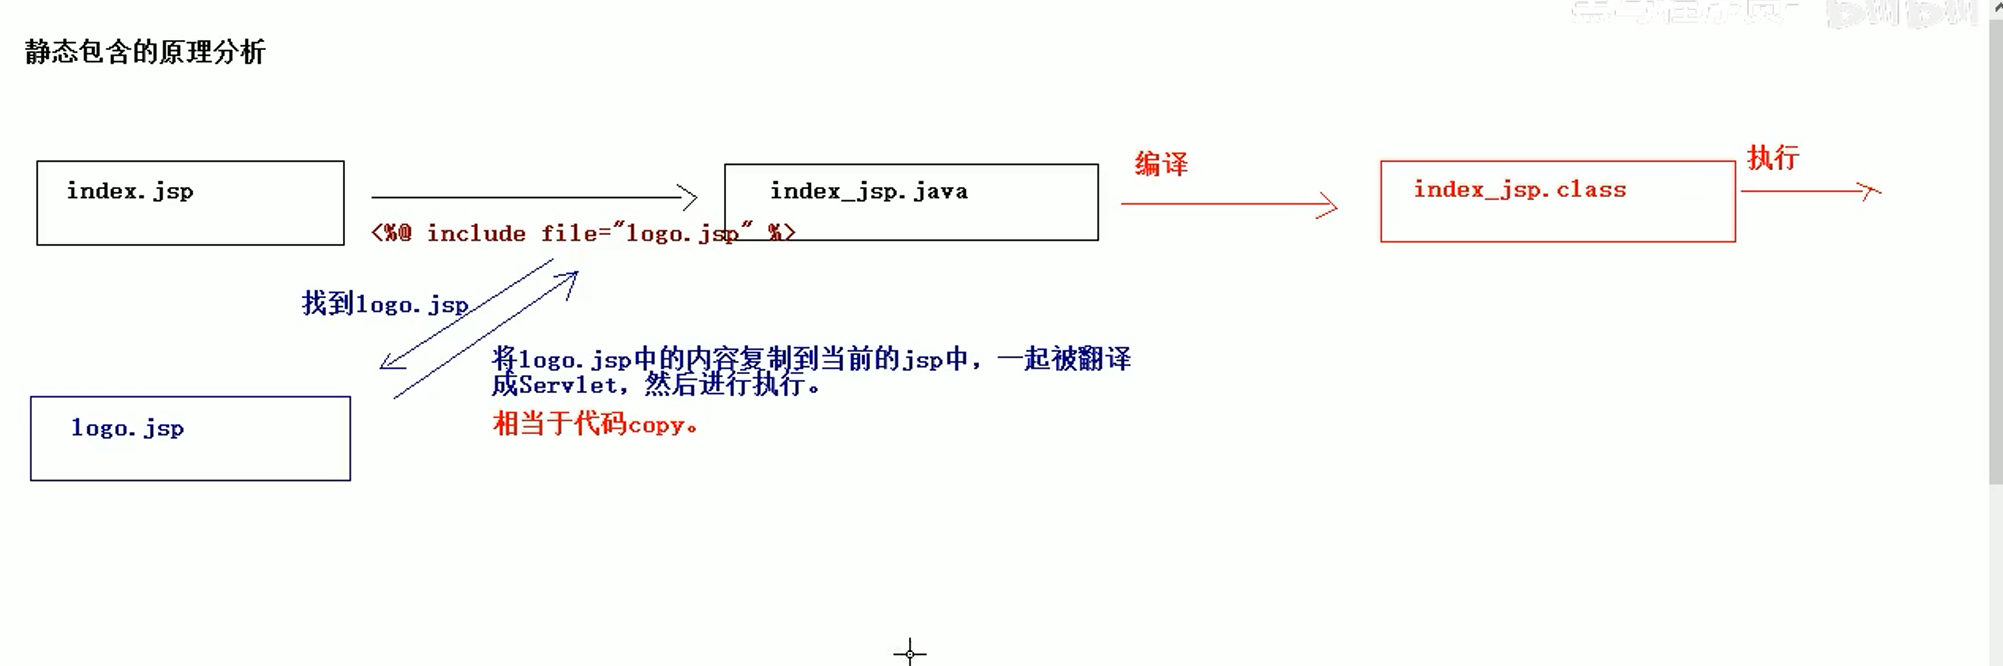 静态包含的原理分析
index.jsp
index_jsp.java
编译
index_jsp.class
执行
<%@ include file="logo.jsp" %>
找到logo.jsp
将logo.jsp中的内容复制到当前的jsp中，一起被翻译
成Servlet，然后进行执行。
相当于代码copy。
logo.jsp